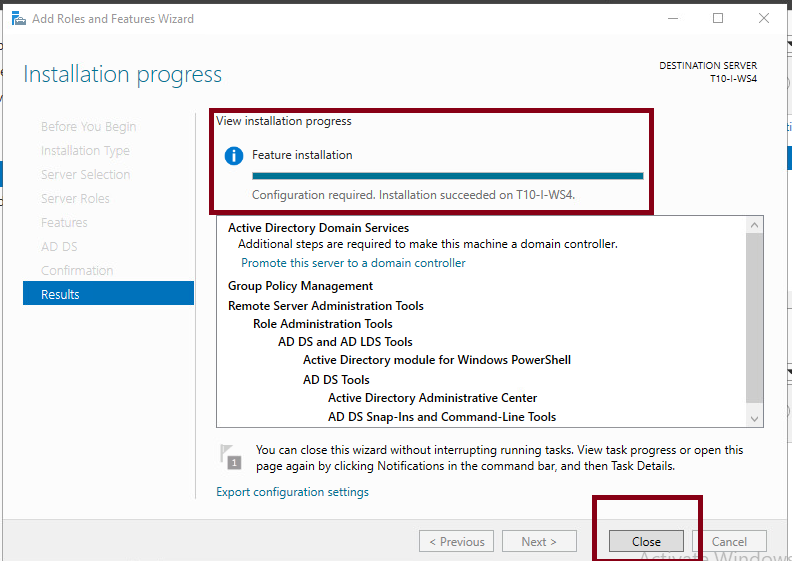 Add Roles and Features Wizard
Installation progress
DESTINATION SERVER
T10-I-WS4
Before You Begin
Installation Type
Server Selection
Server Roles
Features
AD DS
Confirmation
Results
View installation progress
Feature installation
Configuration required. Installation succeeded on T10-I-WS4.
Active Directory Domain Services
Additional steps are required to make this machine a domain controller.
Promote this server to a domain controller
Group Policy Management
Remote Server Administration Tools
Role Administration Tools
AD DS and AD LDS Tools
Active Directory module for Windows PowerShell
AD DS Tools
Active Directory Administrative Center
AD DS Snap-Ins and Command-Line Tools
1
You can close this wizard without interrupting running tasks. View task progress or open this
page again by clicking Notifications in the command bar, and then Task Details.
Export configuration settings
< Previous
Next >
Close
Cancel
Activate Windows